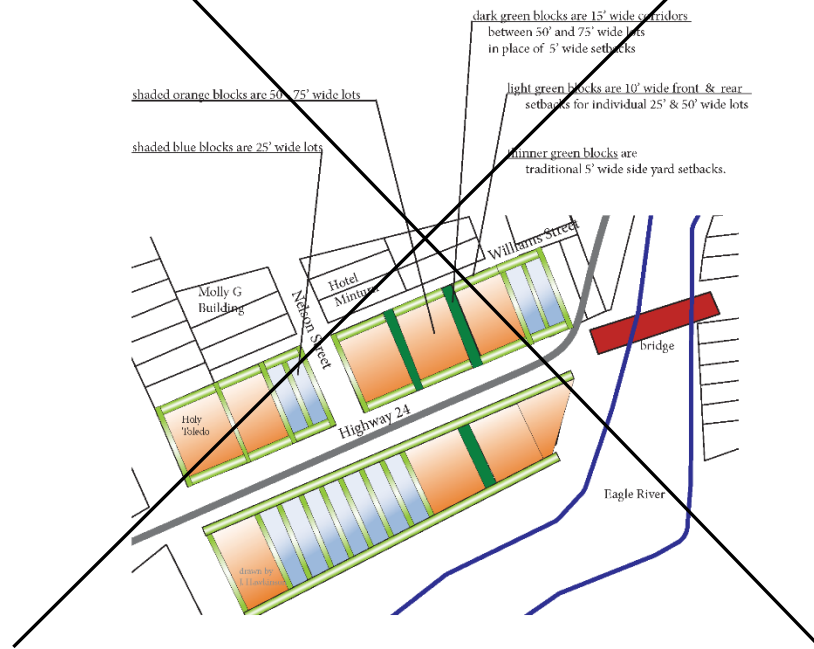 dark green blocks are 15' wide corridors
between 50' and 75' wide lots
in place of 5' wide setbacks
shaded orange blocks are 50 - 75' wide lots
light green blocks are 10' wide front & rear
setbacks for individual 25' & 50' wide lots
shaded blue blocks are 25' wide lots
thinner green blocks are
traditional 5' wide side yard setbacks.
Williams Street
Hotel
Minturn
Molly G
Building
Nelson Street
bridge
Holy
Toledo
Highway 24
Eagle River
drawn by